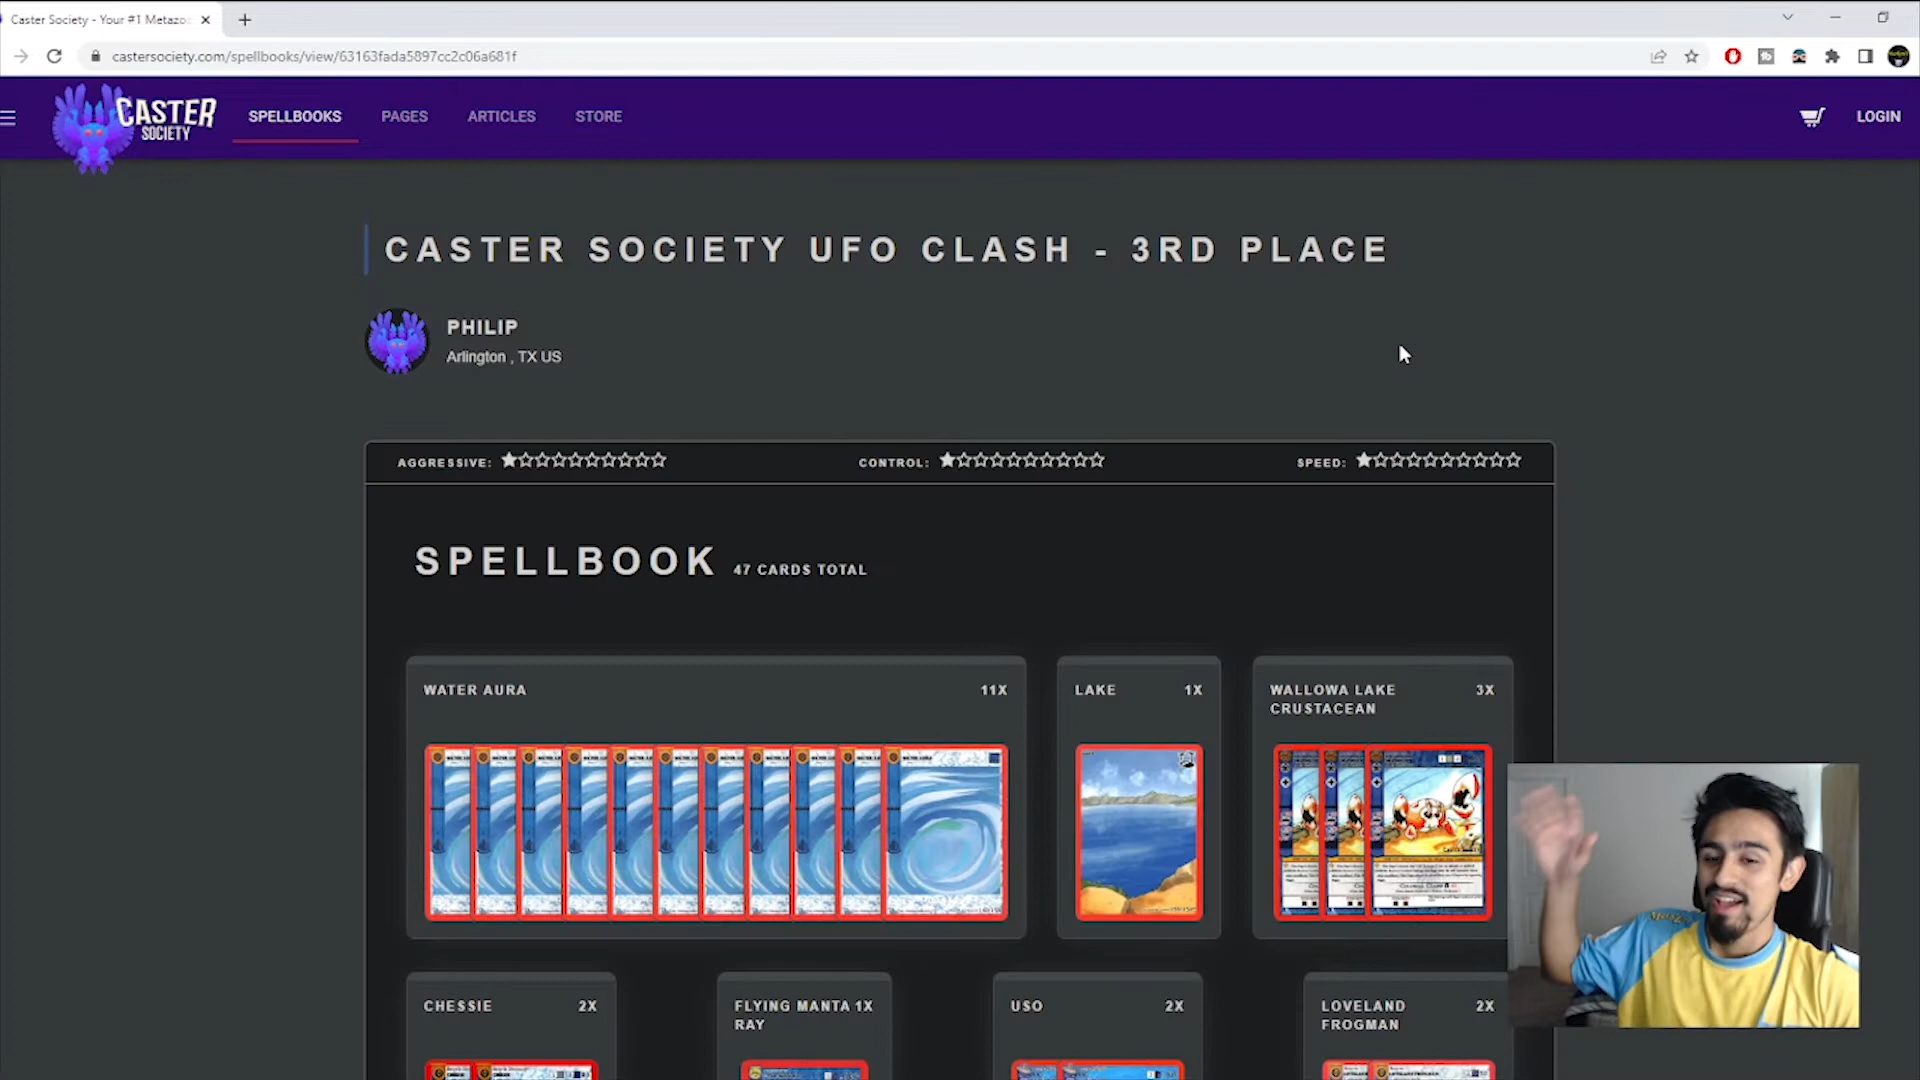 Caster Society - Your #1 Metazo
castersociety.com/spellbooks/view/63163fada5897cc2c06a681f
CASTER
SOCIETY
SPELLBOOKS
PAGES
ARTICLES
STORE
LOGIN
CASTER SOCIETY UFO CLASH - 3RD PLACE
PHILIP
Arlington , TX US
AGGRESSIVE:
CONTROL:
SPEED:
SPELLBOOK 47 CARDS TOTAL
WATER AURA 11X
LAKE 1X
WALLOWA LAKE 3X
CRUSTACEAN
CHESSIE 2X
FLYING MANTA 1X
RAY
USO 2X
LOVELAND 2X
FROGMAN